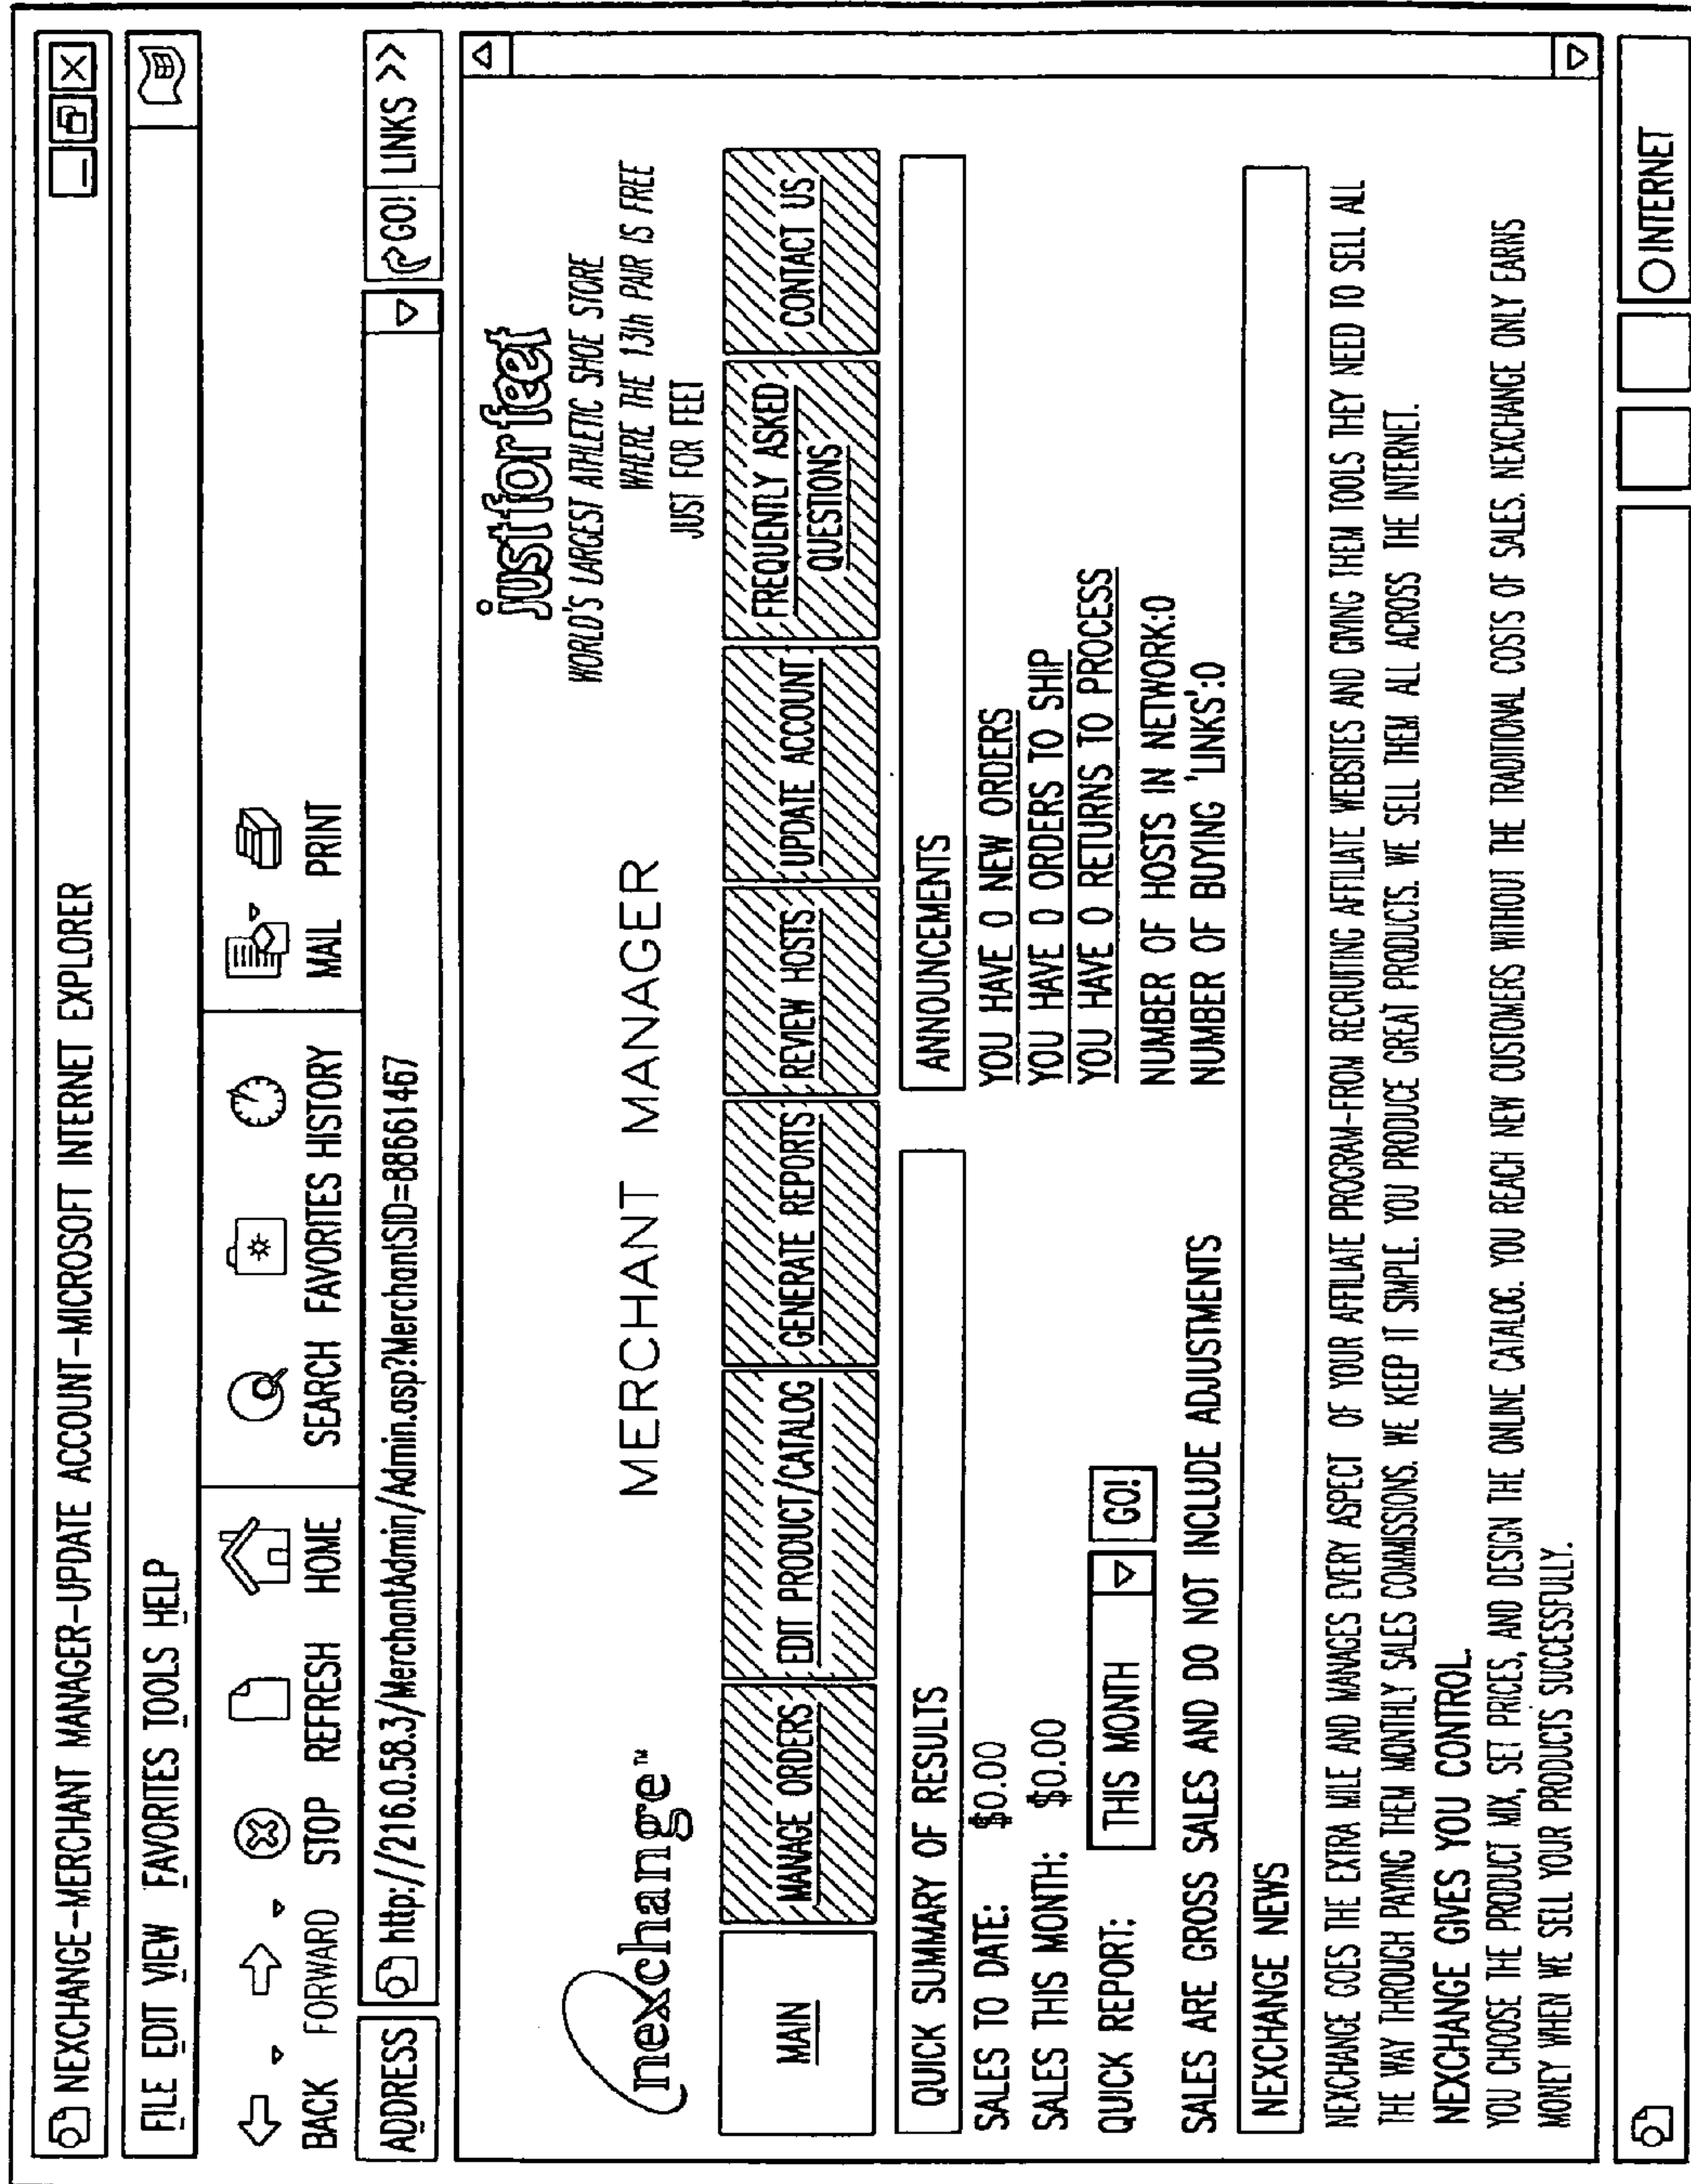 NEXCHANGE-MERCHANT MANAGER-UPDATE ACCOUNT-MICROSOFT INTERNET EXPLORER
FILE EDIT VIEW FAVORITES TOOLS HELP
BACK FORWARD STOP REFRESH HOME SEARCH FAVORITES HISTORY MAIL PRINT
ADDRESS http://216.0.58.3/MerchantAdmin/Admin.asp?MerchantSID=88661467 GO! LINKS >>
justforfeet
WORLD'S LARGEST ATHLETIC SHOE STORE
WHERE THE 13th PAIR IS FREE
JUST FOR FEET
nexchange™ MERCHANT MANAGER
MAIN MANAGE ORDERS EDIT PRODUCT/CATALOG GENERATE REPORTS REVIEW HOSTS UPDATE ACCOUNT FREQUENTLY ASKED QUESTIONS CONTACT US
QUICK SUMMARY OF RESULTS
SALES TO DATE: $0.00
SALES THIS MONTH: $0.00
QUICK REPORT: THIS MONTH GO!
SALES ARE GROSS SALES AND DO NOT INCLUDE ADJUSTMENTS
ANNOUNCEMENTS
YOU HAVE 0 NEW ORDERS
YOU HAVE 0 ORDERS TO SHIP
YOU HAVE 0 RETURNS TO PROCESS
NUMBER OF HOSTS IN NETWORK:0
NUMBER OF BUYING 'LINKS':0
NEXCHANGE NEWS
NEXCHANGE GOES THE EXTRA MILE AND MANAGES EVERY ASPECT OF YOUR AFFILIATE PROGRAM-FROM RECRUITING AFFILIATE WEBSITES AND GIVING THEM TOOLS THEY NEED TO SELL ALL
THE WAY THROUGH PAYING THEM MONTHLY SALES COMMISSIONS. WE KEEP IT SIMPLE. YOU PRODUCE GREAT PRODUCTS. WE SELL THEM ALL ACROSS THE INTERNET.
NEXCHANGE GIVES YOU CONTROL.
YOU CHOOSE THE PRODUCT MIX, SET PRICES, AND DESIGN THE ONLINE CATALOG. YOU REACH NEW CUSTOMERS WITHOUT THE TRADITIONAL COSTS OF SALES. NEXCHANGE ONLY EARNS
MONEY WHEN WE SELL YOUR PRODUCTS SUCCESSFULLY.
INTERNET